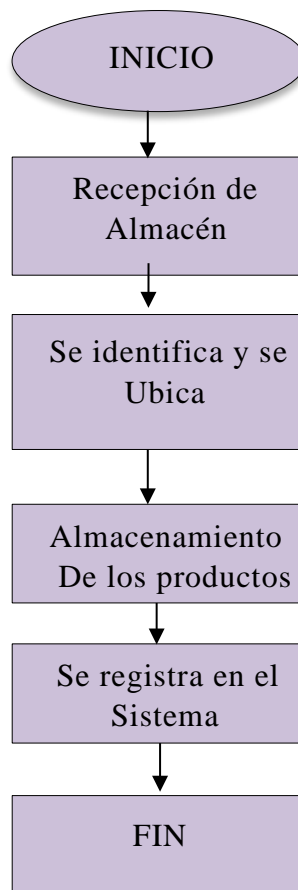 INICIO
Recepción de
Almacén
Se identifica y se
Ubica
Almacenamiento
De los productos
Se registra en el
Sistema
FIN